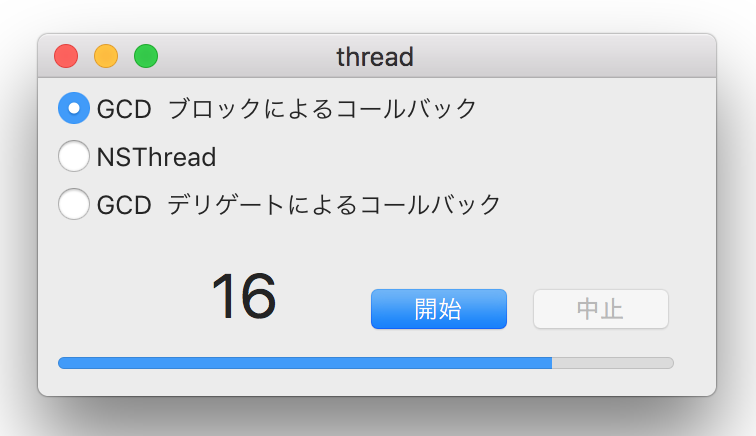 thread
GCD ブロックによるコールバック
NSThread
GCD デリゲートによるコールバック
16
開始
中止